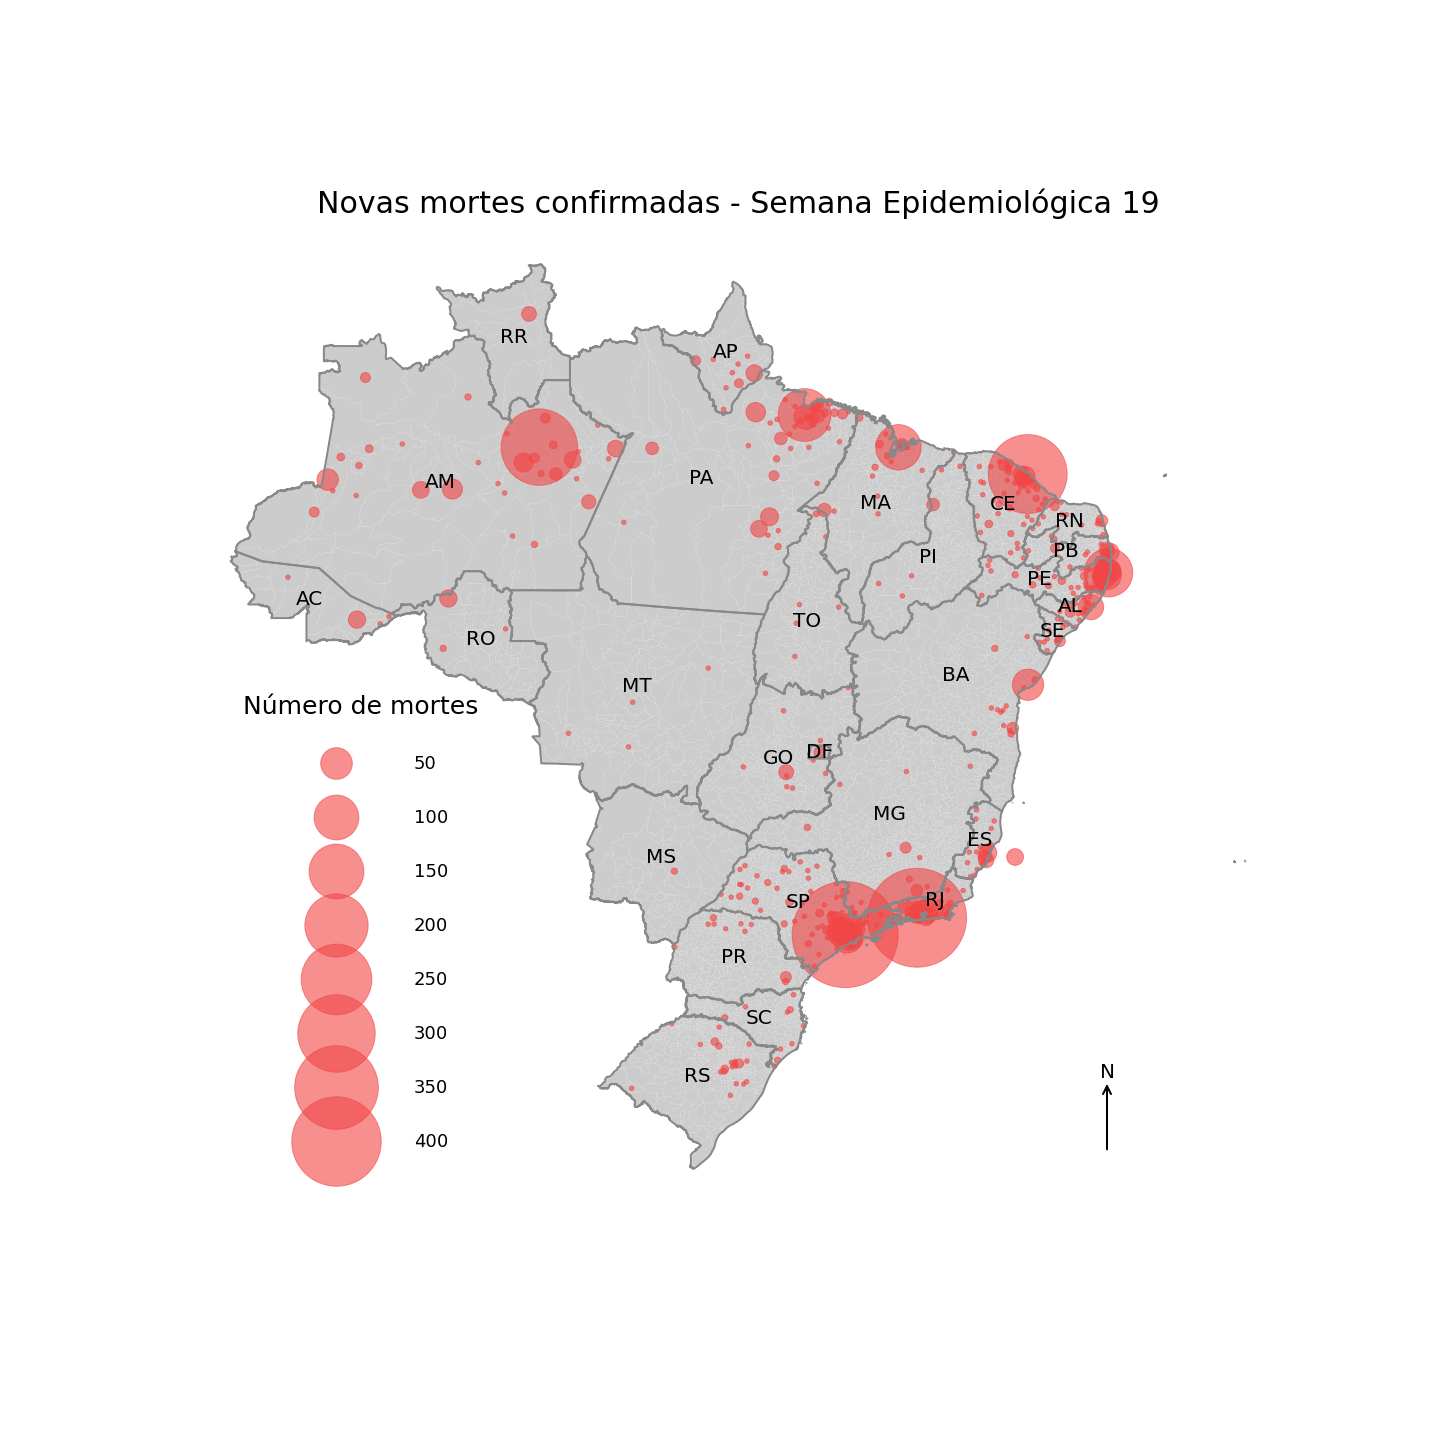 Novas mortes confirmadas - Semana Epidemiológica 19
RR
AP
AM
PA
MA
CE
RN
PB
PI
PE
AC
AL
TO
SE
RO
BA
MT
Número de mortes
GO
DF
50
MG
100
ES
MS
150
SP
RJ
200
PR
250
SC
300
RS
N
350
400